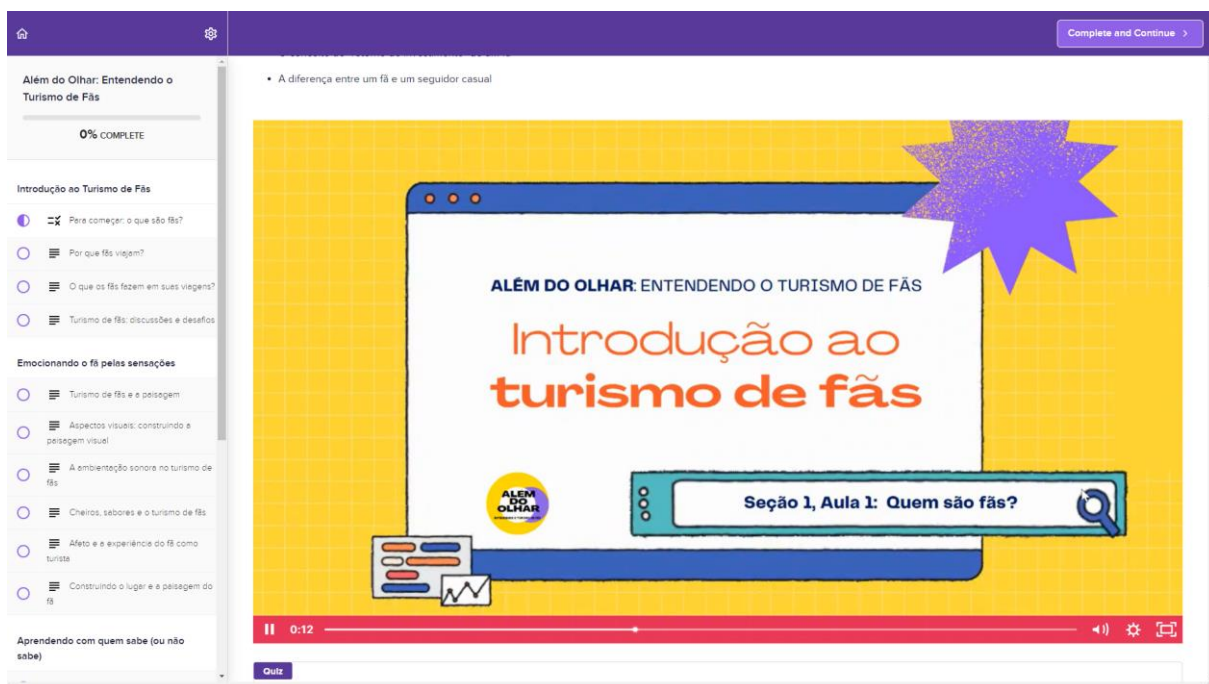 Complete and Continue >
Além do Olhar: Entendendo o
Turismo de Fãs
0% COMPLETE
Introdução ao Turismo de Fãs
Para começar: o que são fãs?
Por que fãs viajam?
O que os fãs fazem em suas viagens?
Turismo de fãs: discussões e desafios
Emocionando o fã pelas sensações
Turismo de fãs e a paisagem
Aspectos visuais: construindo a
paisagem visual
A ambientação sonora no turismo de
fãs
Cheiros, sabores e o turismo de fãs
Afeto e a experiência do fã como
turista
Construindo o lugar e a paisagem do
fã
Aprendendo com quem sabe (ou não
sabe)
• A diferença entre um fã e um seguidor casual
ALÉM DO OLHAR: ENTENDENDO O TURISMO DE FÃS
Introdução ao
turismo de fãs
ALÉM
DO
OLHAR
Seção 1, Aula 1: Quem são fãs?
0:12
Quiz